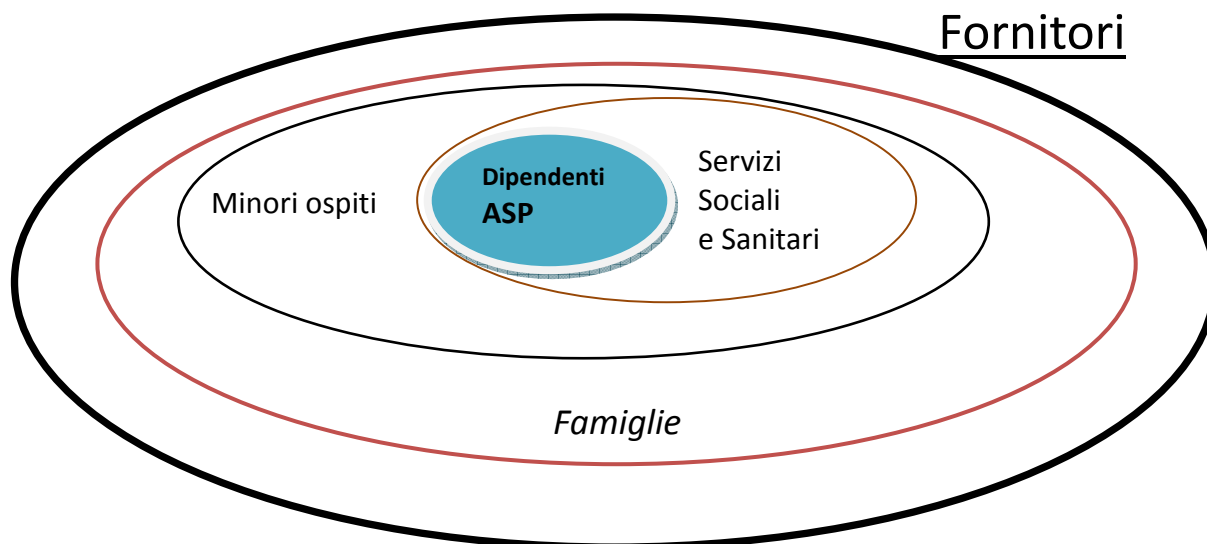 Fornitori
Minori ospiti
Dipendenti
ASP
Servizi
Sociali
e Sanitari
Famiglie